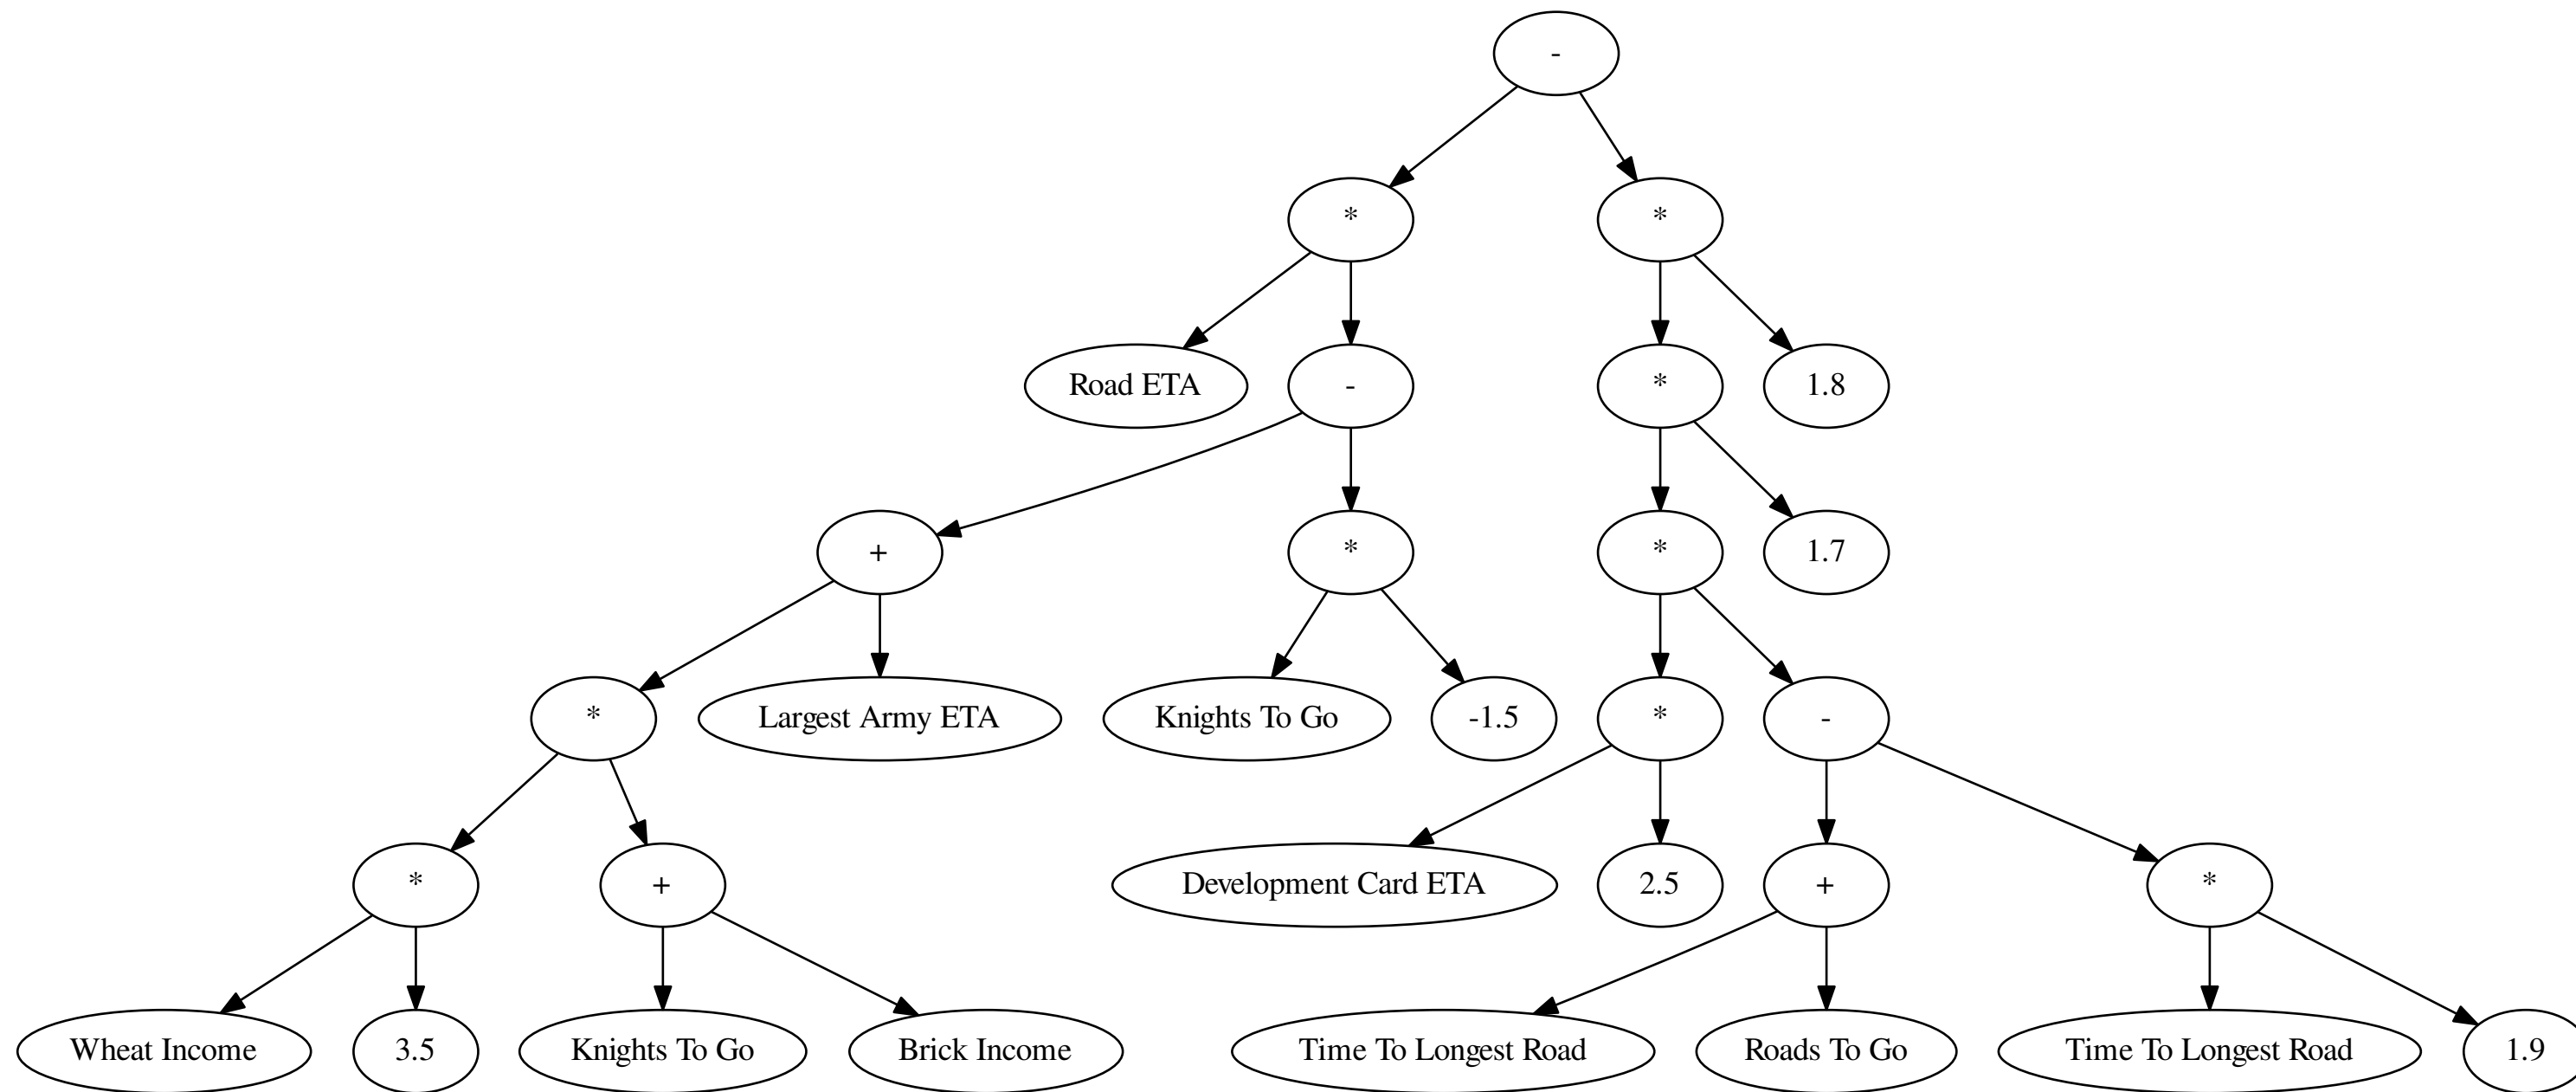 -
*
*
Road ETA
-
*
1.8
+
*
*
1.7
*
Largest Army ETA
Knights To Go
-1.5
*
-
*
+
Development Card ETA
2.5
+
*
Wheat Income
3.5
Knights To Go
Brick Income
Time To Longest Road
Roads To Go
Time To Longest Road
1.9